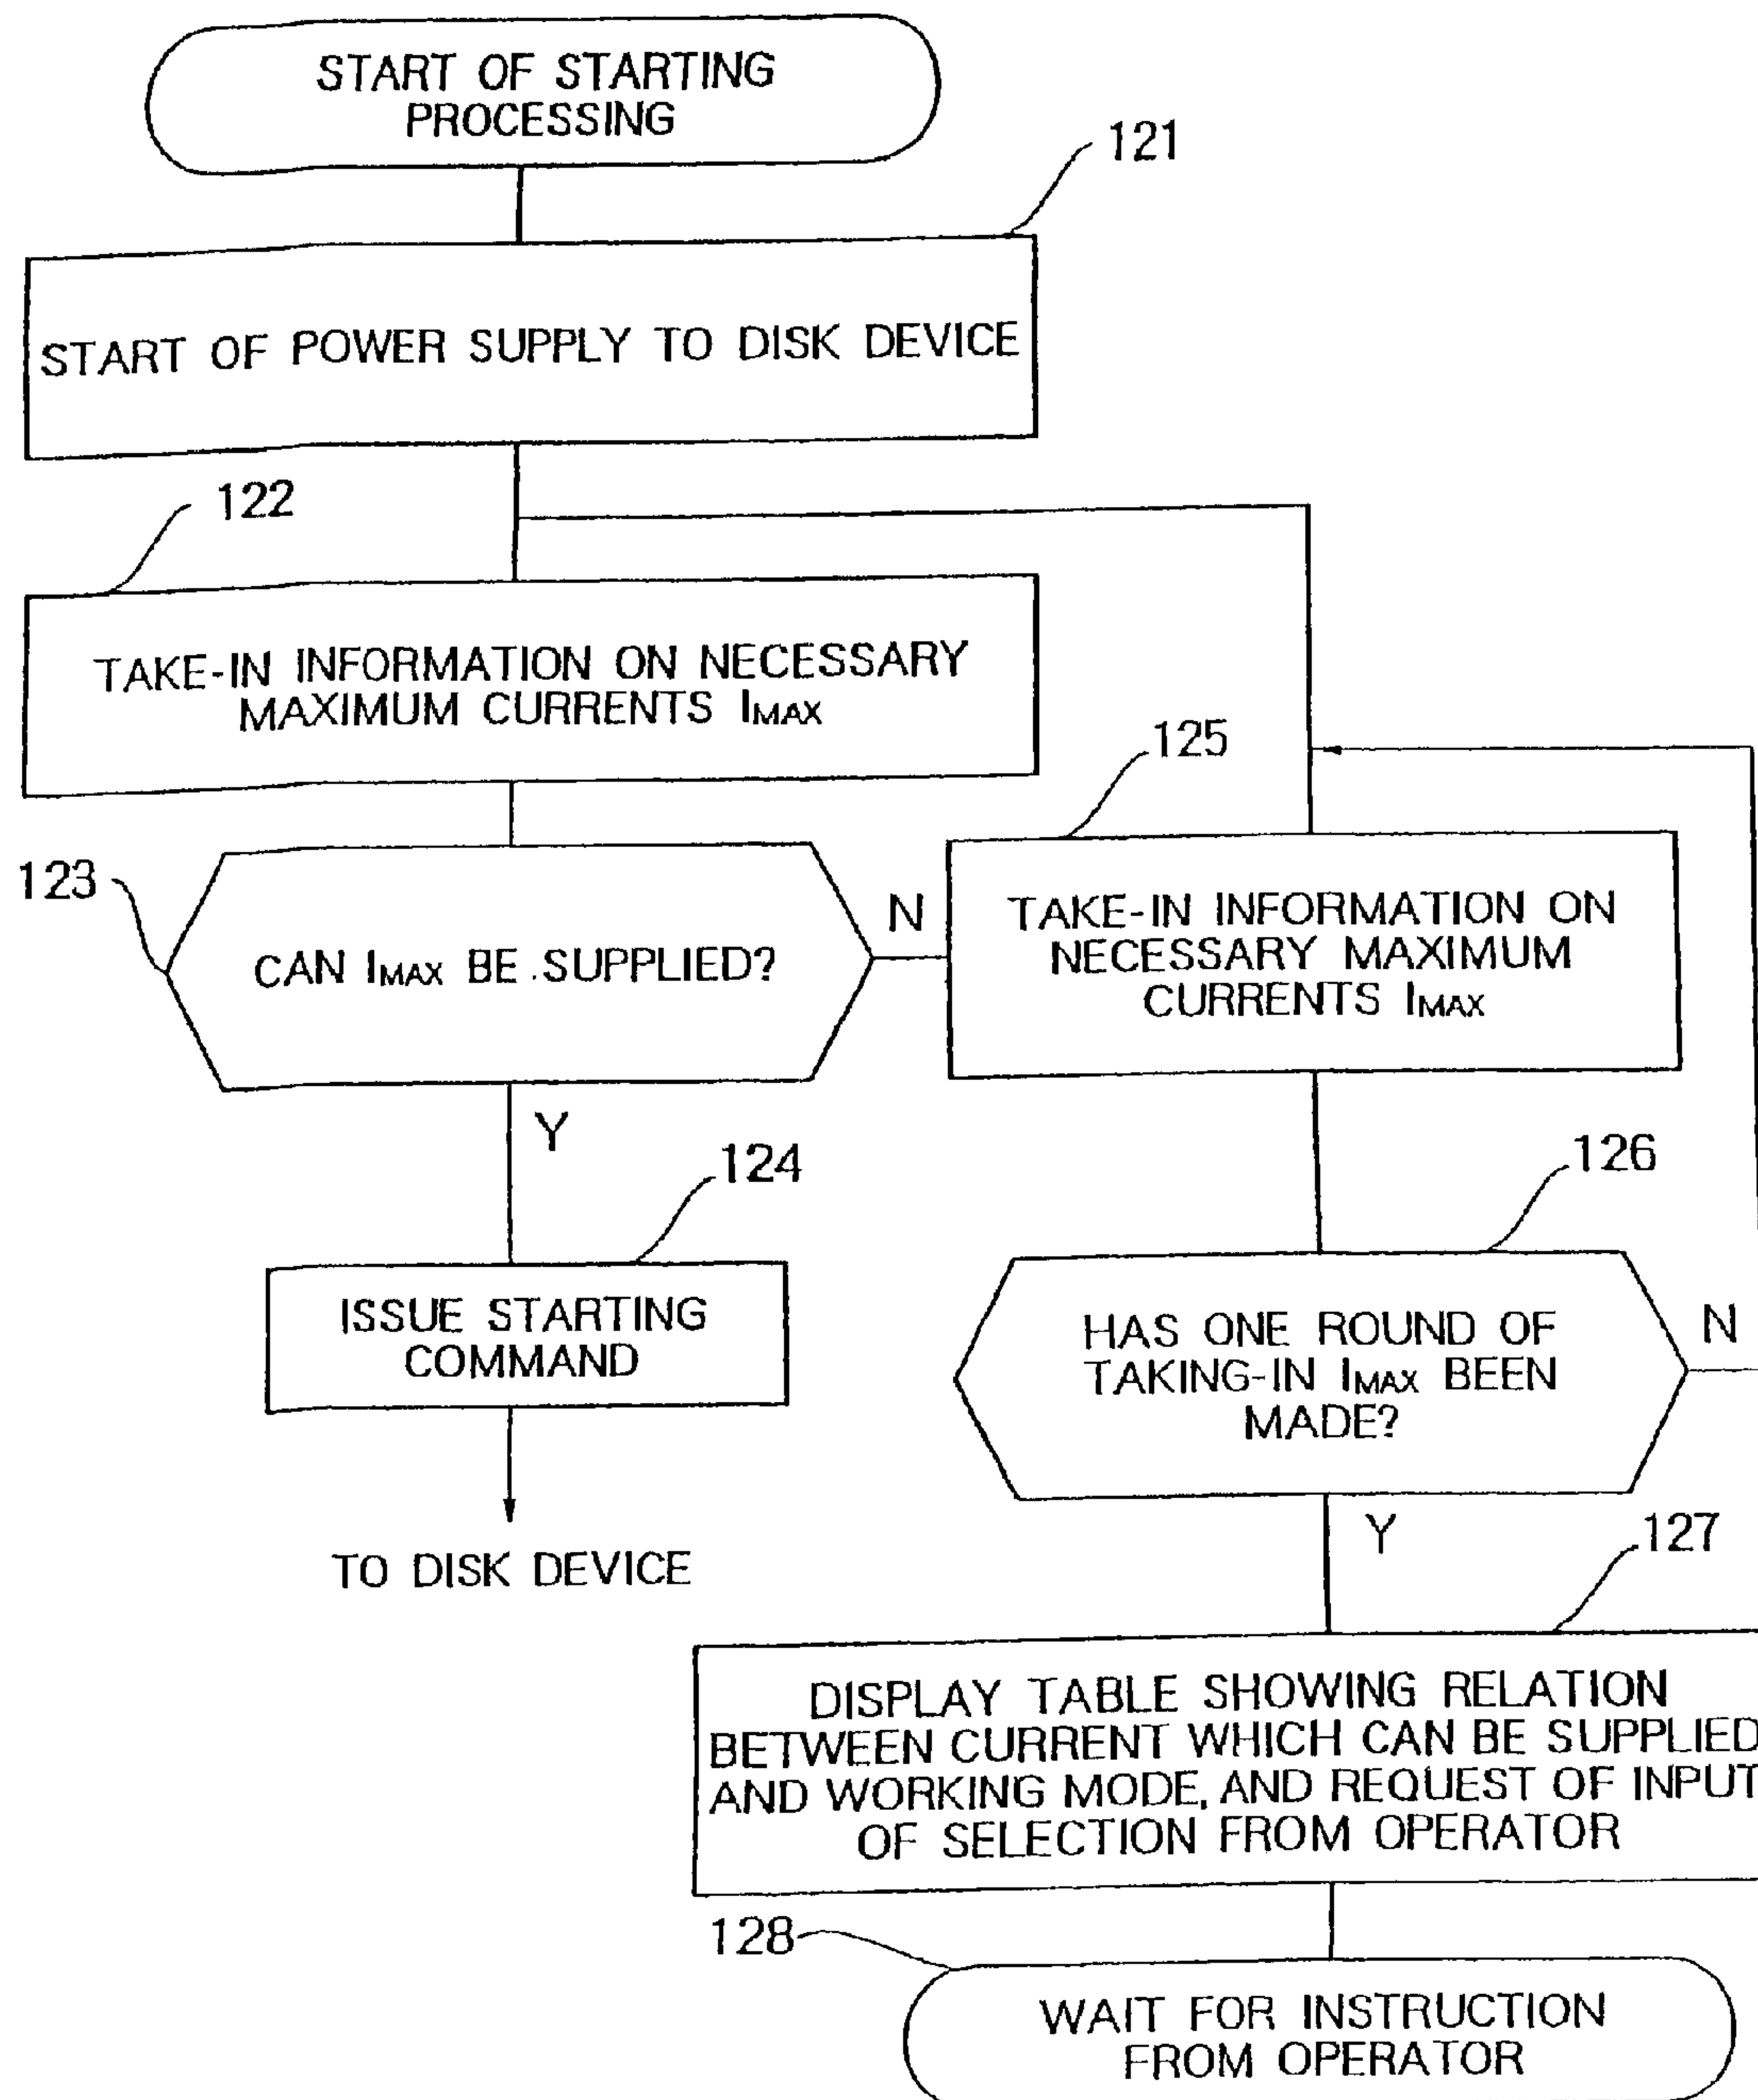 START OF STARTING
PROCESSING
121
START OF POWER SUPPLY TO DISK DEVICE
122
TAKE-IN INFORMATION ON NECESSARY
MAXIMUM CURRENTS IMAX
123
CAN IMAX BE SUPPLIED?
N
Y
124
ISSUE STARTING
COMMAND
TO DISK DEVICE
125
TAKE-IN INFORMATION ON
NECESSARY MAXIMUM
CURRENTS IMAX
126
HAS ONE ROUND OF
TAKING-IN IMAX BEEN
MADE?
N
Y
127
DISPLAY TABLE SHOWING RELATION
BETWEEN CURRENT WHICH CAN BE SUPPLIED
AND WORKING MODE, AND REQUEST OF INPUT
OF SELECTION FROM OPERATOR
128
WAIT FOR INSTRUCTION
FROM OPERATOR